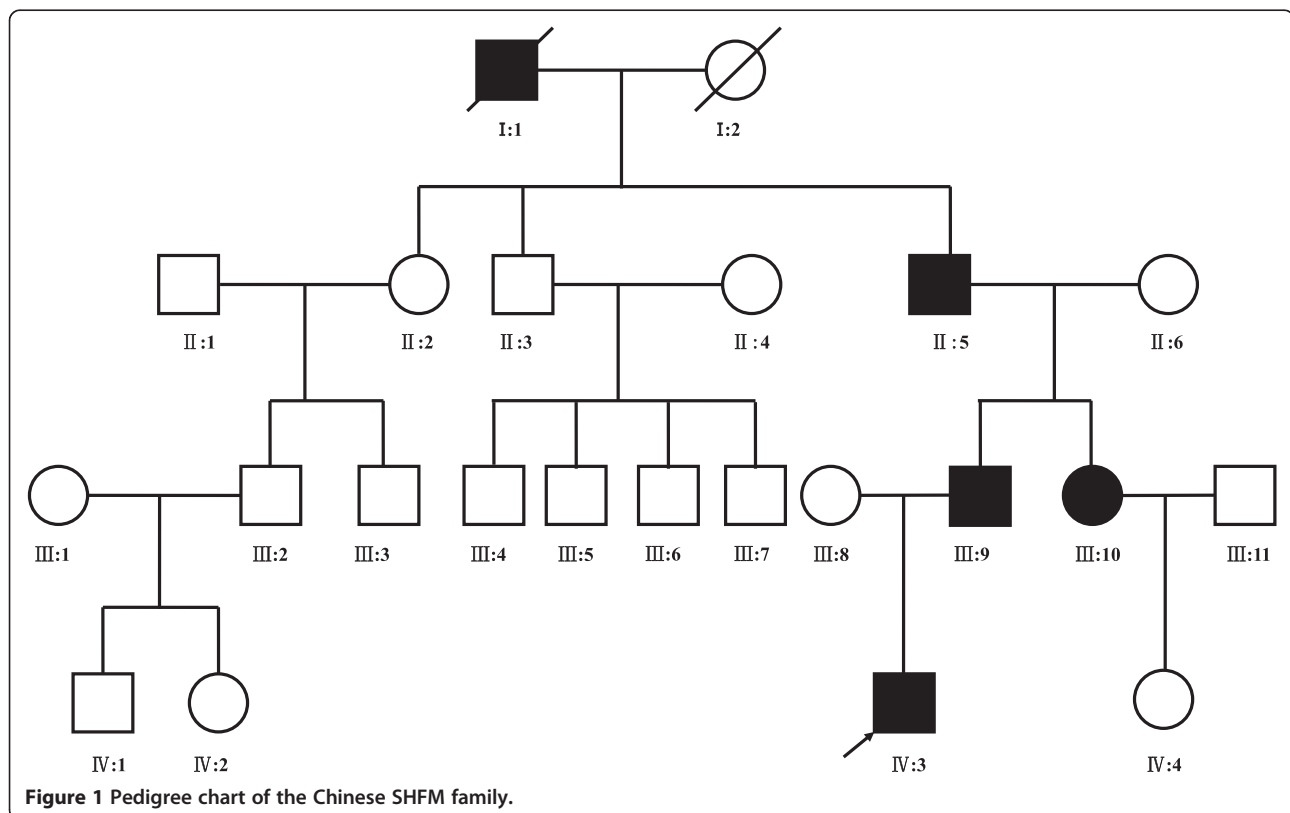 I:1 I:2
Ⅱ:1 Ⅱ:2 Ⅱ:3 Ⅱ:4 Ⅱ:5 Ⅱ:6
Ⅲ:1 Ⅲ:2 Ⅲ:3 Ⅲ:4 Ⅲ:5 Ⅲ:6 Ⅲ:7 Ⅲ:8 Ⅲ:9 Ⅲ:10 Ⅲ:11
Ⅳ:1 Ⅳ:2 Ⅳ:3 Ⅳ:4
Figure 1 Pedigree chart of the Chinese SHFM family.